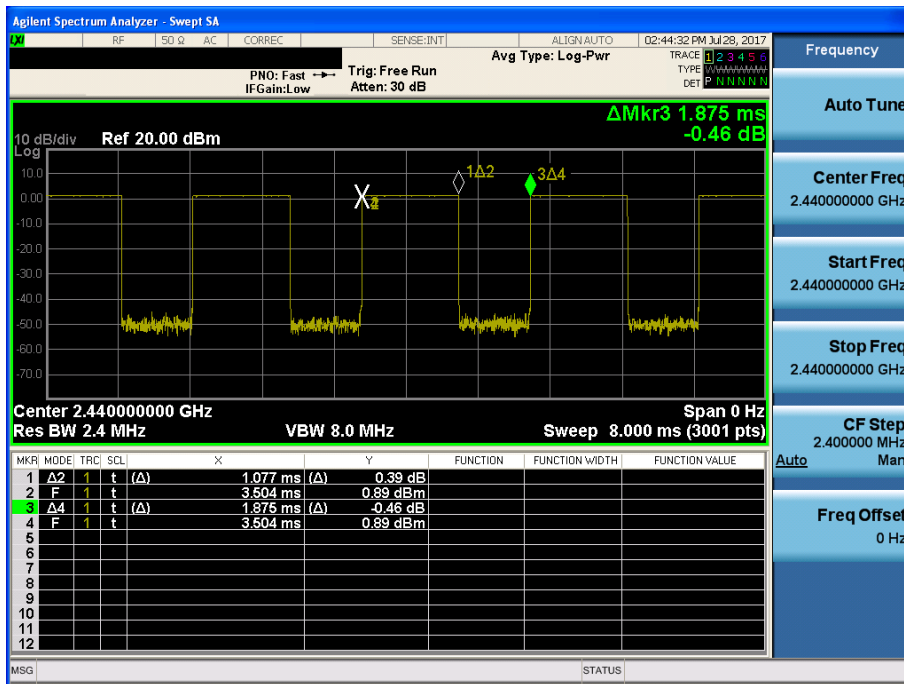 Agilent Spectrum Analyzer - Swept SA
LXI RF 50 Ω AC CORREC SENSE:INT ALIGN AUTO 02:44:32 PM Jul 28, 2017
Frequency
Avg Type: Log-Pwr
TRACE 1 2 3 4 5 6
PNO: Fast Trig: Free Run
TYPE
IFGain:Low Atten: 30 dB
DET P N N N N N
Auto Tune
ΔMkr3 1.875 ms
-0.46 dB
10 dB/div Ref 20.00 dBm
Log
10.0
1Δ2
3Δ4
0.00
X
-10.0
-20.0
-30.0
-40.0
-50.0
-60.0
-70.0
Center Freq
2.440000000 GHz
Start Freq
2.440000000 GHz
Stop Freq
2.440000000 GHz
Center 2.440000000 GHz Span 0 Hz
Res BW 2.4 MHz VBW 8.0 MHz Sweep 8.000 ms (3001 pts)
CF Step
2.400000 MHz
Auto Man
MKR MODE TRC SCL X Y FUNCTION FUNCTION WIDTH FUNCTION VALUE
1 Δ2 1 t (Δ) 1.077 ms (Δ) 0.39 dB
2 F 1 t 3.504 ms 0.89 dBm
3 Δ4 1 t (Δ) 1.875 ms (Δ) -0.46 dB
4 F 1 t 3.504 ms 0.89 dBm
5
6
7
8
9
10
11
12
Freq Offset
0 Hz
MSG STATUS